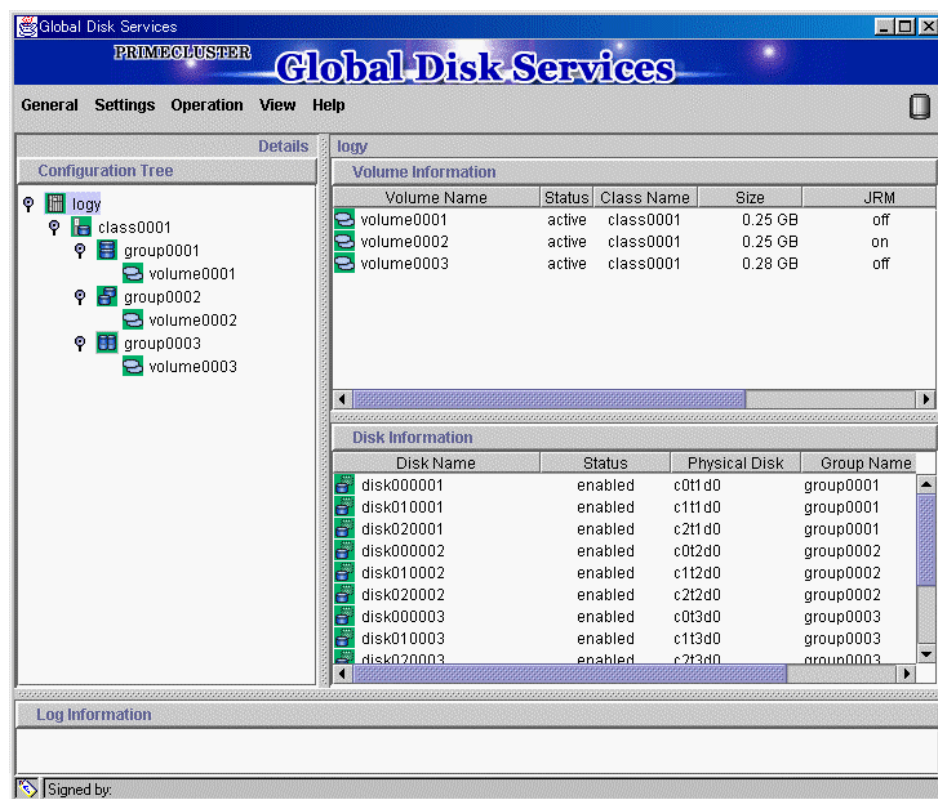 Global Disk Services
PRIMECLUSTER
Global Disk Services
General Settings Operation View Help
Details
logy
Configuration Tree
logy
class0001
group0001
volume0001
group0002
volume0002
group0003
volume0003
Volume Information
Volume Name Status Class Name Size JRM
volume0001 active class0001 0.25 GB off
volume0002 active class0001 0.25 GB on
volume0003 active class0001 0.28 GB off
Disk Information
Disk Name Status Physical Disk Group Name
disk000001 enabled c0t1d0 group0001
disk010001 enabled c1t1d0 group0001
disk020001 enabled c2t1d0 group0001
disk000002 enabled c0t2d0 group0002
disk010002 enabled c1t2d0 group0002
disk020002 enabled c2t2d0 group0002
disk000003 enabled c0t3d0 group0003
disk010003 enabled c1t3d0 group0003
disk020003 enabled c2t3d0 group0003
Log Information
Signed by: